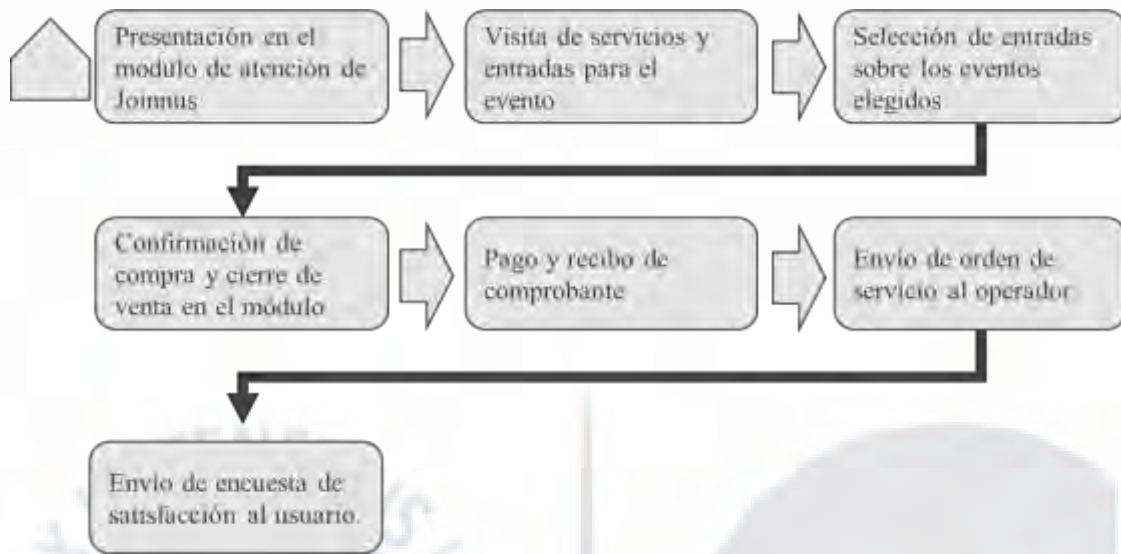 Presentación en el
modulo de atención de
Joinnus
Visita de servicios y
entradas para el
evento
Selección de entradas
sobre los eventos
elegidos
Confirmación de
compra y cierre de
venta en el módulo
Pago y recibo de
comprobante
Envío de orden de
servicio al operador
Envío de encuesta de
satisfacción al usuario.